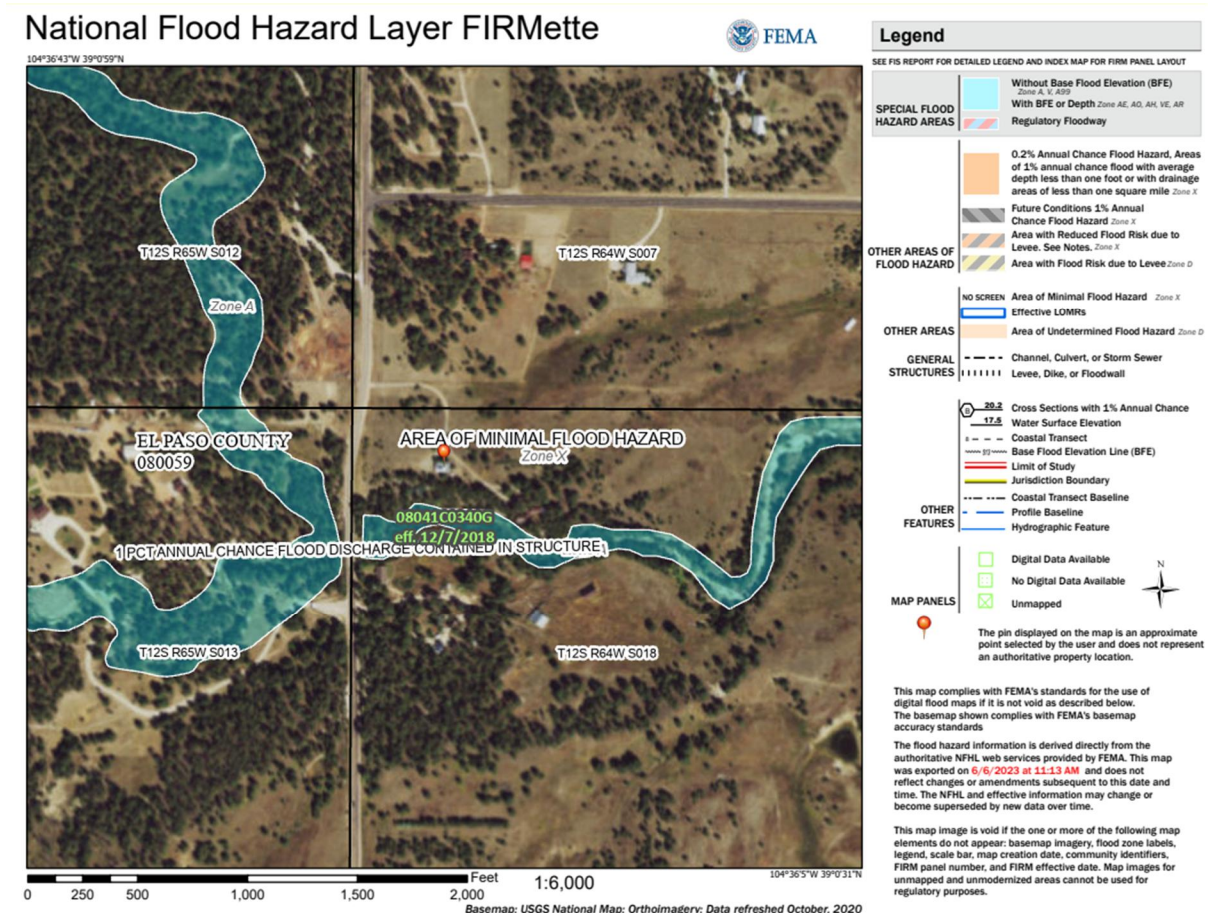 National Flood Hazard Layer FIRMette
FEMA
104°36'43"W 39°0'59"N
T12S R65W S012
T12S R64W S007
Zone A
EL PASO COUNTY
080059
AREA OF MINIMAL FLOOD HAZARD
Zone X
08041C0340G
eff. 12/7/2018
1 PCT ANNUAL CHANCE FLOOD DISCHARGE CONTAINED IN STRUCTURE
T12S R65W S013
T12S R64W S018
104°36'5"W 39°0'31"N
0 250 500 1,000 1,500 2,000 Feet 1:6,000
Basemap: USGS National Map: Orthoimagery: Data refreshed October, 2020
Legend
SEE FIS REPORT FOR DETAILED LEGEND AND INDEX MAP FOR FIRM PANEL LAYOUT
SPECIAL FLOOD
HAZARD AREAS
Without Base Flood Elevation (BFE)
Zone A, V, A99
With BFE or Depth Zone AE, AO, AH, VE, AR
Regulatory Floodway
0.2% Annual Chance Flood Hazard, Areas
of 1% annual chance flood with average
depth less than one foot or with drainage
areas of less than one square mile Zone X
Future Conditions 1% Annual
Chance Flood Hazard Zone X
Area with Reduced Flood Risk due to
Levee. See Notes. Zone X
Area with Flood Risk due to Levee Zone D
OTHER AREAS OF
FLOOD HAZARD
NO SCREEN Area of Minimal Flood Hazard Zone X
Effective LOMRs
OTHER AREAS
Area of Undetermined Flood Hazard Zone D
GENERAL
STRUCTURES
Channel, Culvert, or Storm Sewer
Levee, Dike, or Floodwall
B 20.2 Cross Sections with 1% Annual Chance
17.5 Water Surface Elevation
8 Coastal Transect
513 Base Flood Elevation Line (BFE)
Limit of Study
Jurisdiction Boundary
Coastal Transect Baseline
OTHER
FEATURES
Profile Baseline
Hydrographic Feature
Digital Data Available
No Digital Data Available
MAP PANELS
Unmapped
N
The pin displayed on the map is an approximate
point selected by the user and does not represent
an authoritative property location.
This map complies with FEMA's standards for the use of
digital flood maps if it is not void as described below.
The basemap shown complies with FEMA's basemap
accuracy standards
The flood hazard information is derived directly from the
authoritative NFHL web services provided by FEMA. This map
was exported on 6/6/2023 at 11:13 AM and does not
reflect changes or amendments subsequent to this date and
time. The NFHL and effective information may change or
become superseded by new data over time.
This map image is void if the one or more of the following map
elements do not appear: basemap imagery, flood zone labels,
legend, scale bar, map creation date, community identifiers,
FIRM panel number, and FIRM effective date. Map images for
unmapped and unmodernized areas cannot be used for
regulatory purposes.